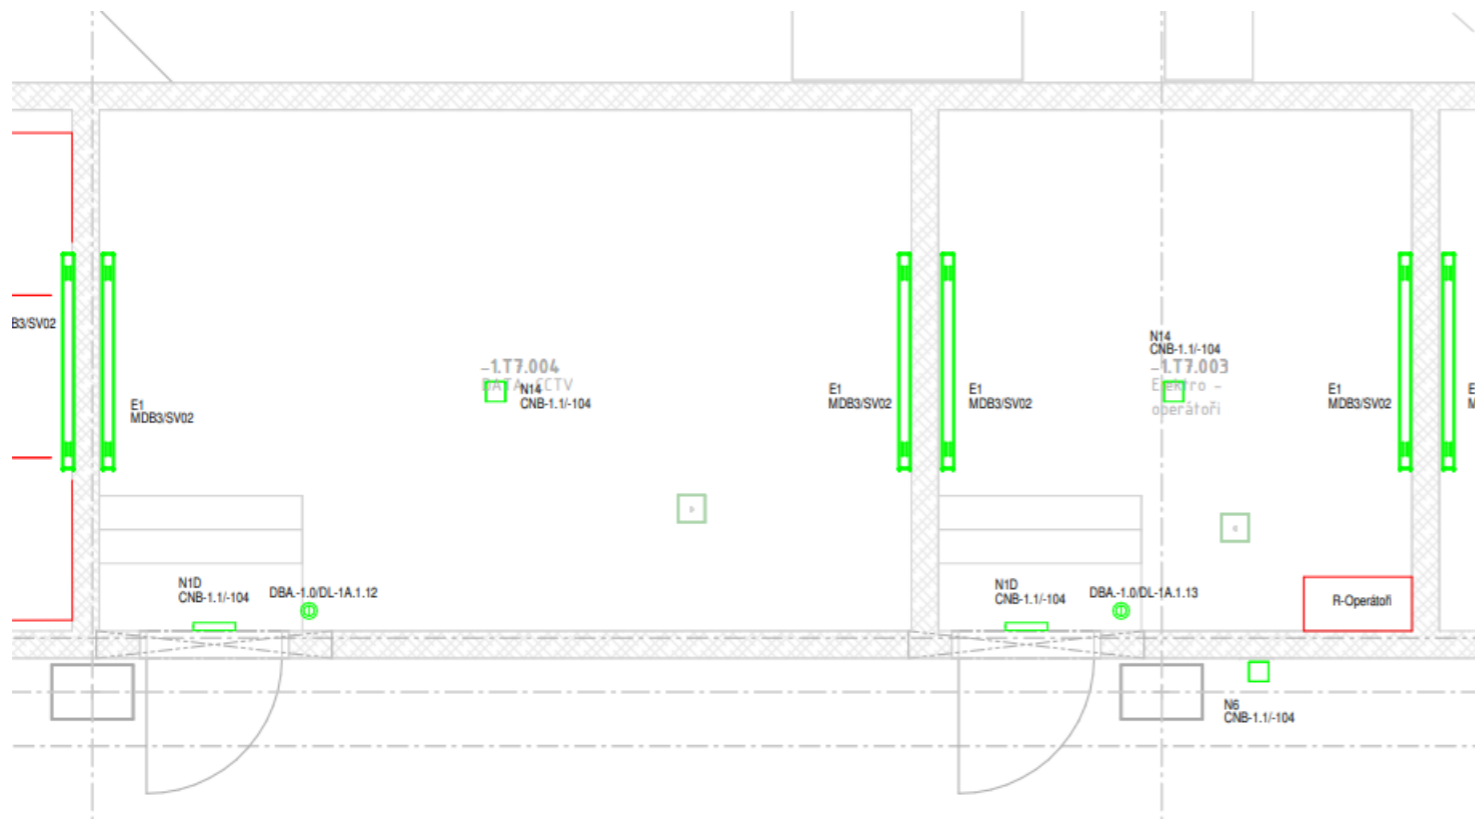 B3/SV02
E1
MDB3/SV02
-1.T7.004
DATA, CCTV
N14
CNB-1.1/-104
E1
MDB3/SV02
E1
MDB3/SV02
N14
CNB-1.1/-104
-1.T7.003
Elektro -
operátoři
E1
MDB3/SV02
E
M
N1D
CNB-1.1/-104
DBA.-1.0/DL-1A.1.12
N1D
CNB-1.1/-104
DBA.-1.0/DL-1A.1.13
R-Operátoři
N6
CNB-1.1/-104